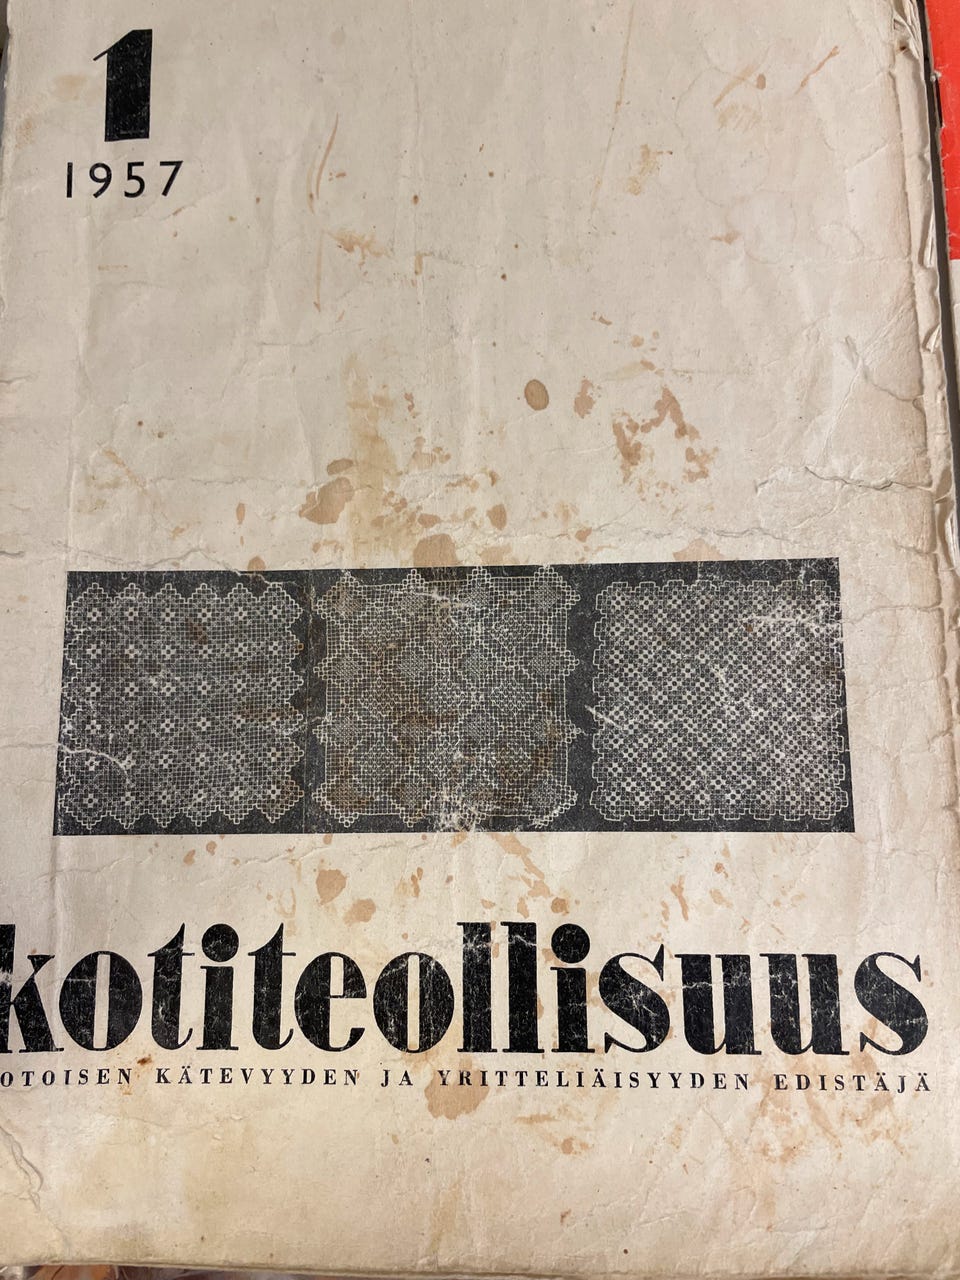 1
1957
kotiteollisuus
OTOISEN KÄTEVYYDEN JA YRITTELIÄISYYDEN EDISTÄJÄ